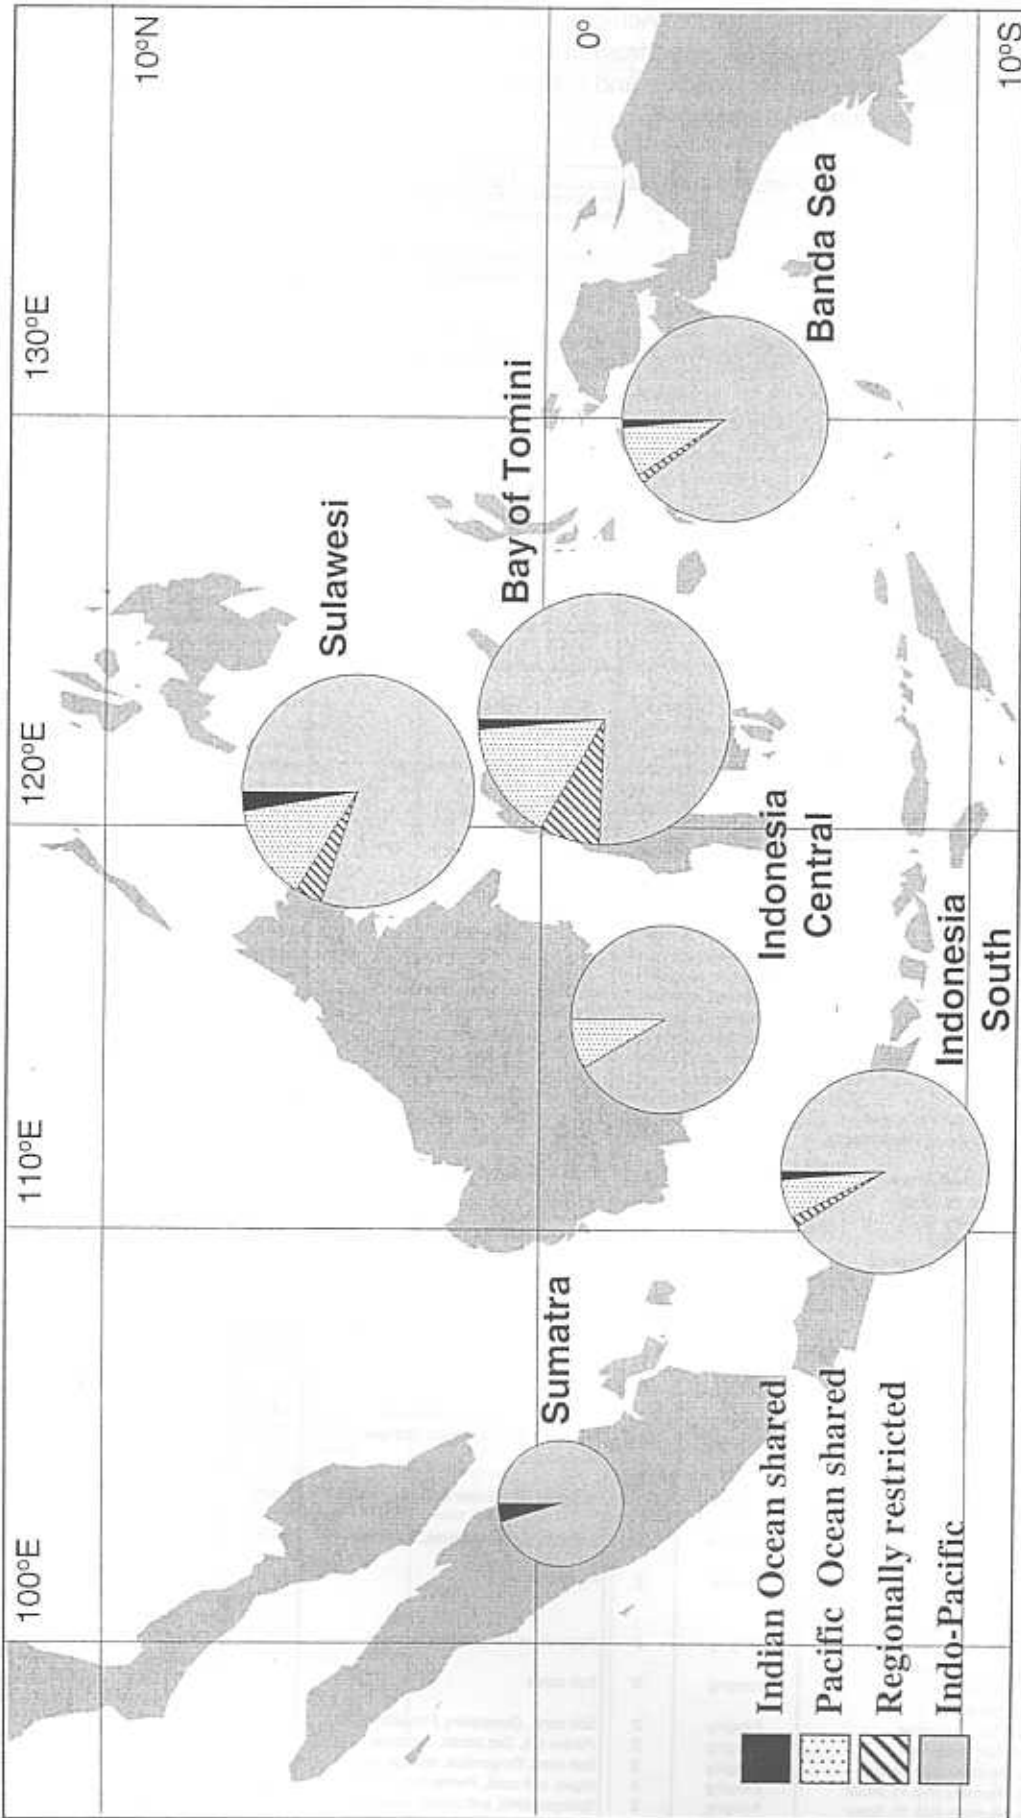 100°E
110°E
120°E
130°E
10°N
0°
10°S
Sulawesi
Bay of Tomini
Sumatra
Banda Sea
Indonesia
Central
Indonesia
South
Indian Ocean shared
Pacific Ocean shared
Regionally restricted
Indo-Pacific